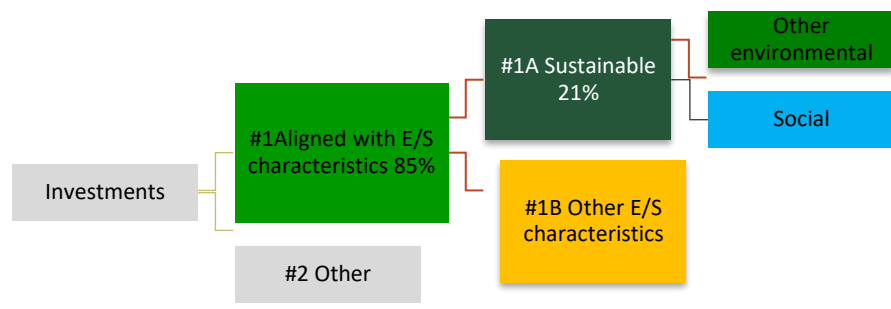 Investments
#1Aligned with E/S
characteristics 85%
#2 Other
#1A Sustainable
21%
#1B Other E/S
characteristics
Other
environmental
Social